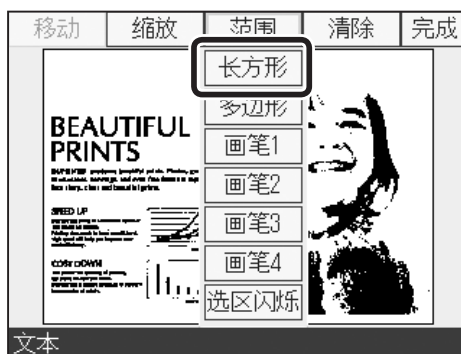 移动 缩放 范围 清除 完成
长方形
多边形
画笔1
画笔2
画笔3
画笔4
选区闪烁
BEAUTIFUL
PRINTS
SPEED UP
COST DOWN
文本